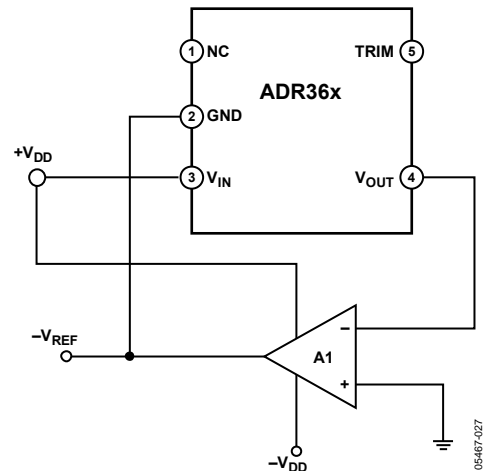 1 NC
TRIM 5
ADR36x
2 GND
+VDD
3 VIN
VOUT 4
–VREF
–
A1
+
–VDD
05467-027